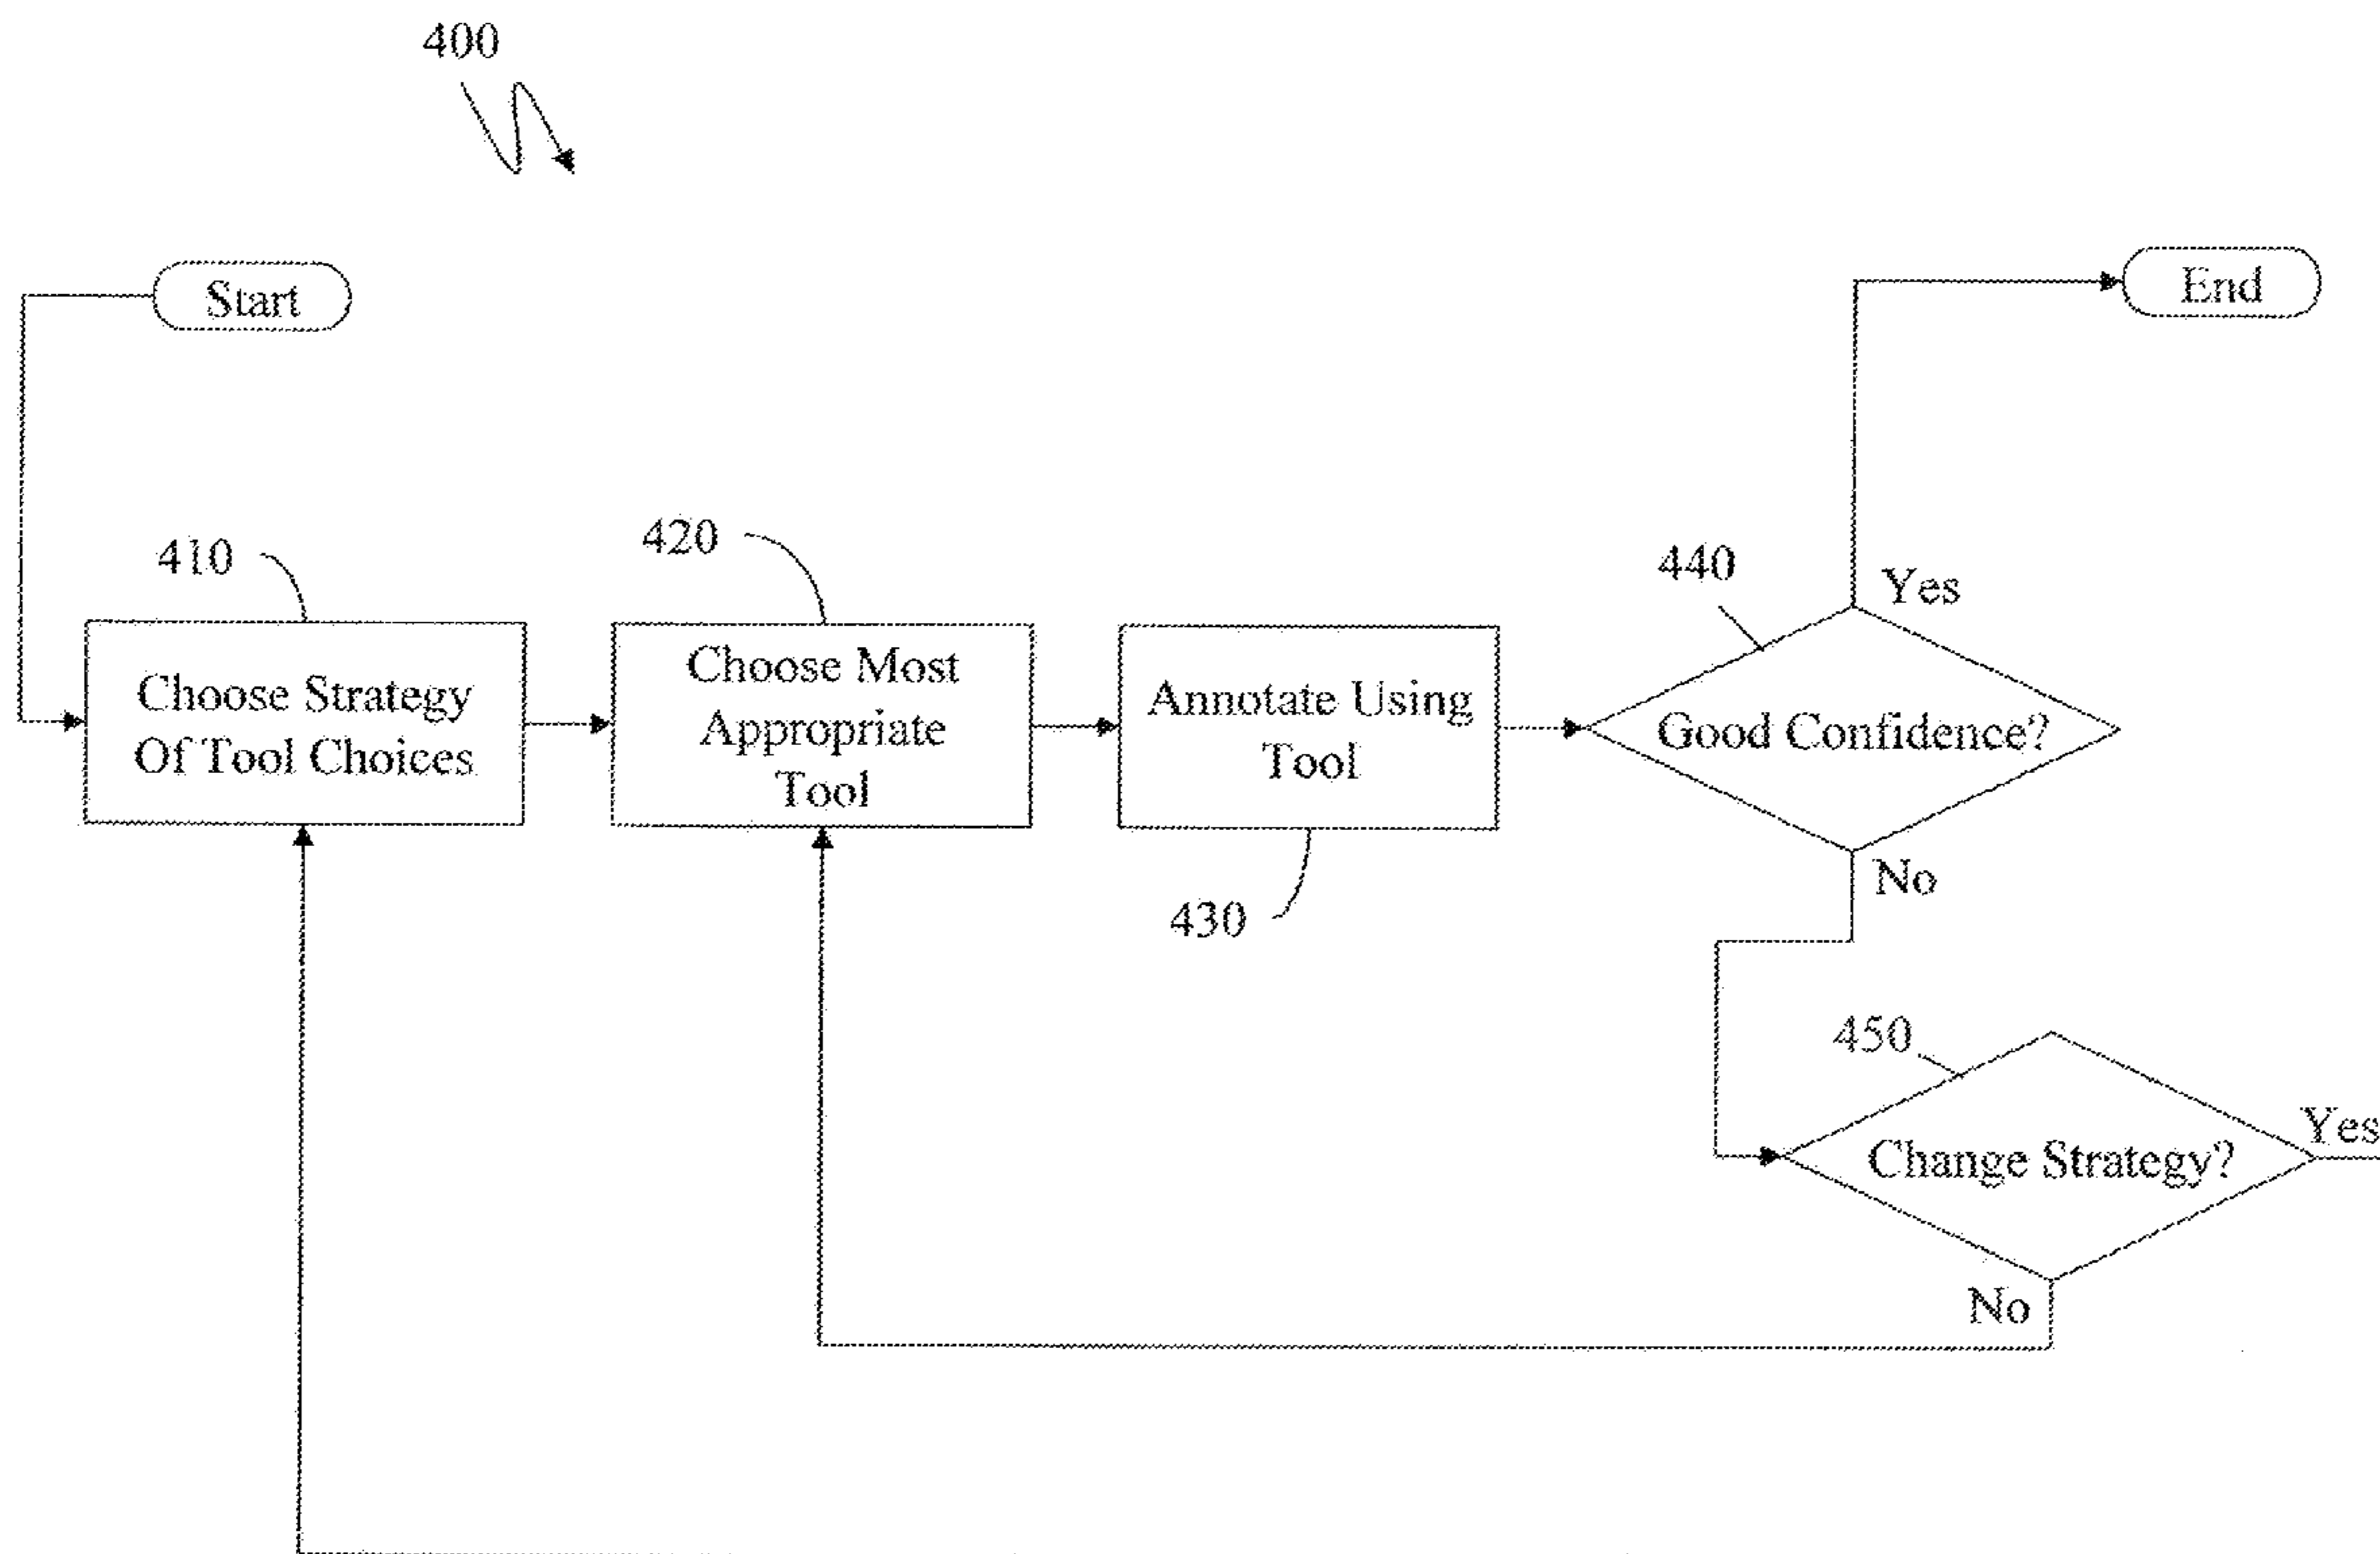 400
Start
End
410
420
440
Yes
Choose Strategy
Of Tool Choices
Choose Most
Appropriate
Tool
Annotate Using
Tool
Good Confidence?
430
No
450
Yes
Change Strategy?
No